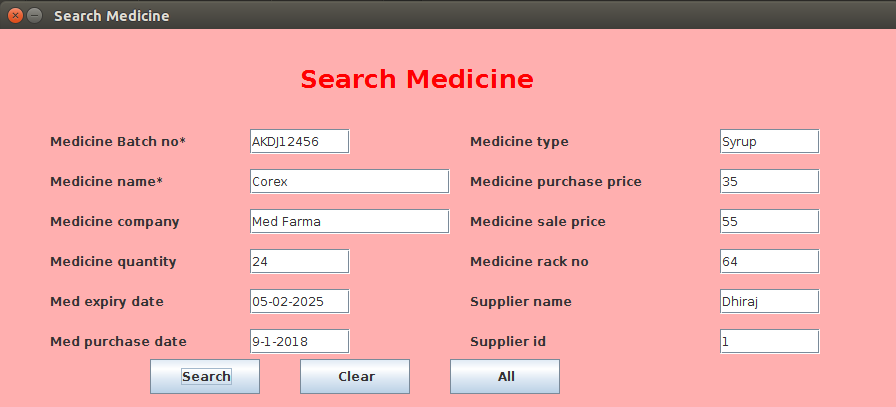 Search Medicine
Search Medicine
Medicine Batch no* AKDJ12456 Medicine type Syrup
Medicine name* Corex Medicine purchase price 35
Medicine company Med Farma Medicine sale price 55
Medicine quantity 24 Medicine rack no 64
Med expiry date 05-02-2025 Supplier name Dhiraj
Med purchase date 9-1-2018 Supplier id 1
Search Clear All